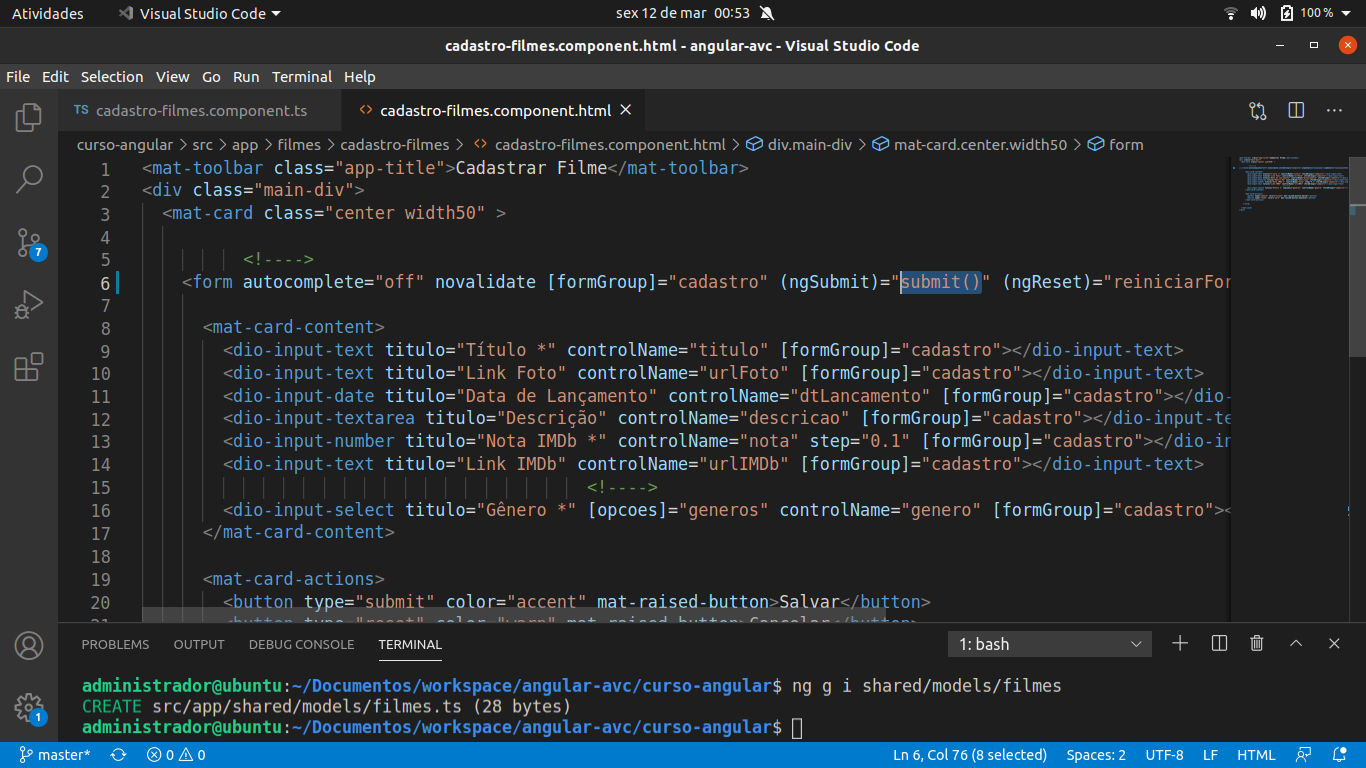 Atividades Visual Studio Code sex 12 de mar 00:53 100 %
cadastro-filmes.component.html - angular-avc - Visual Studio Code
File Edit Selection View Go Run Terminal Help
TS cadastro-filmes.component.ts cadastro-filmes.component.html
curso-angular > src > app > filmes > cadastro-filmes > cadastro-filmes.component.html > div.main-div > mat-card.center.width50 > form
1 <mat-toolbar class="app-title">Cadastrar Filme</mat-toolbar>
2 <div class="main-div">
3 <mat-card class="center width50" >
4
5 <!---->
6 <form autocomplete="off" novalidate [formGroup]="cadastro" (ngSubmit)="submit()" (ngReset)="reiniciarFor
7
8 <mat-card-content>
9 <dio-input-text titulo="Título *" controlName="titulo" [formGroup]="cadastro"></dio-input-text>
10 <dio-input-text titulo="Link Foto" controlName="urlFoto" [formGroup]="cadastro"></dio-input-text>
11 <dio-input-date titulo="Data de Lançamento" controlName="dtLancamento" [formGroup]="cadastro"></dio-
12 <dio-input-textarea titulo="Descrição" controlName="descricao" [formGroup]="cadastro"></dio-input-te
13 <dio-input-number titulo="Nota IMDb *" controlName="nota" step="0.1" [formGroup]="cadastro"></dio-in
14 <dio-input-text titulo="Link IMDb" controlName="urlIMDb" [formGroup]="cadastro"></dio-input-text>
15 <!---->
16 <dio-input-select titulo="Gênero *" [opcoes]="generos" controlName="genero" [formGroup]="cadastro"><
17 </mat-card-content>
18
19 <mat-card-actions>
20 <button type="submit" color="accent" mat-raised-button>Salvar</button>
7
1
PROBLEMS OUTPUT DEBUG CONSOLE TERMINAL 1: bash
administrador@ubuntu:~/Documentos/workspace/angular-avc/curso-angular$ ng g i shared/models/filmes
CREATE src/app/shared/models/filmes.ts (28 bytes)
administrador@ubuntu:~/Documentos/workspace/angular-avc/curso-angular$
master* 0 0 Ln 6, Col 76 (8 selected) Spaces: 2 UTF-8 LF HTML